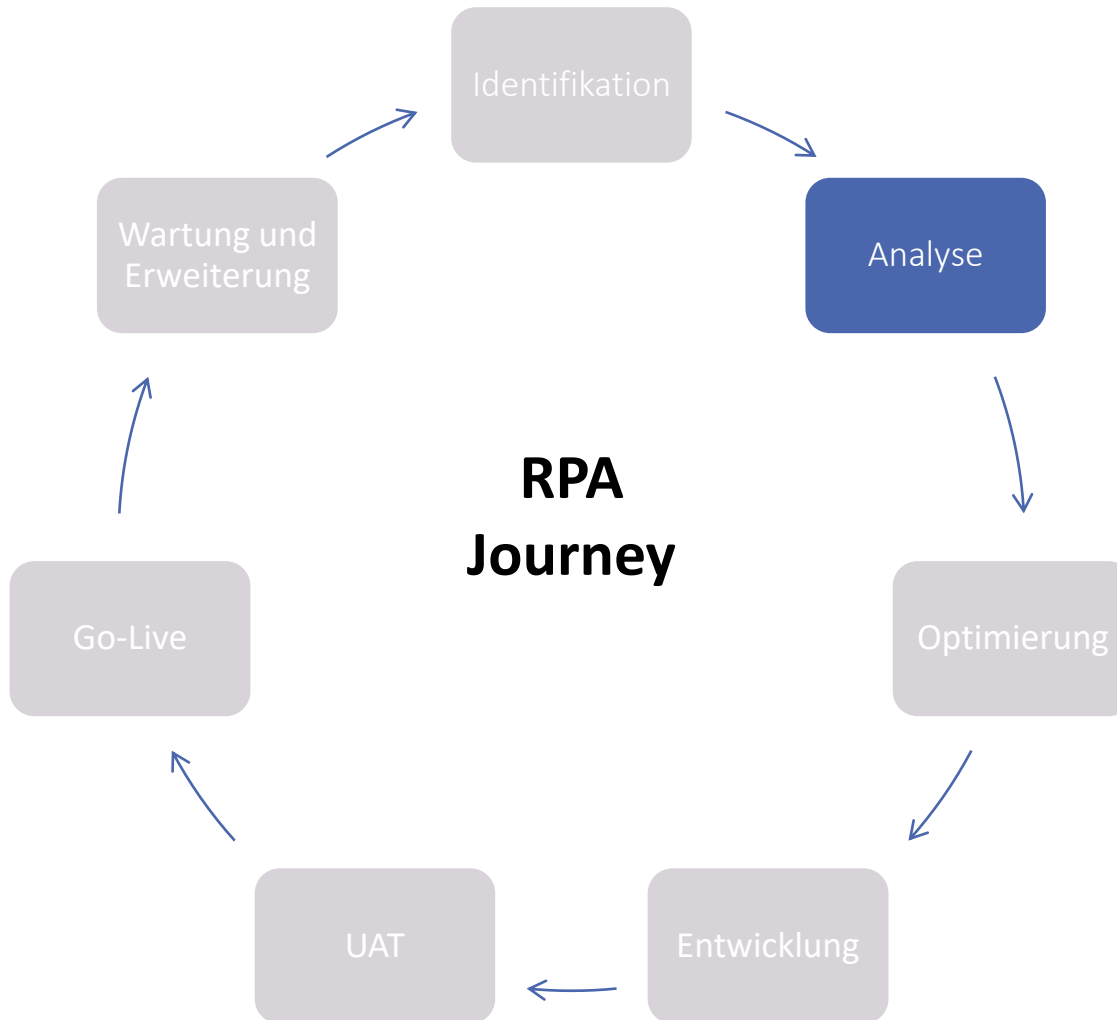 Identifikation
Analyse
Optimierung
Entwicklung
UAT
Go-Live
Wartung und
Erweiterung
RPA
Journey